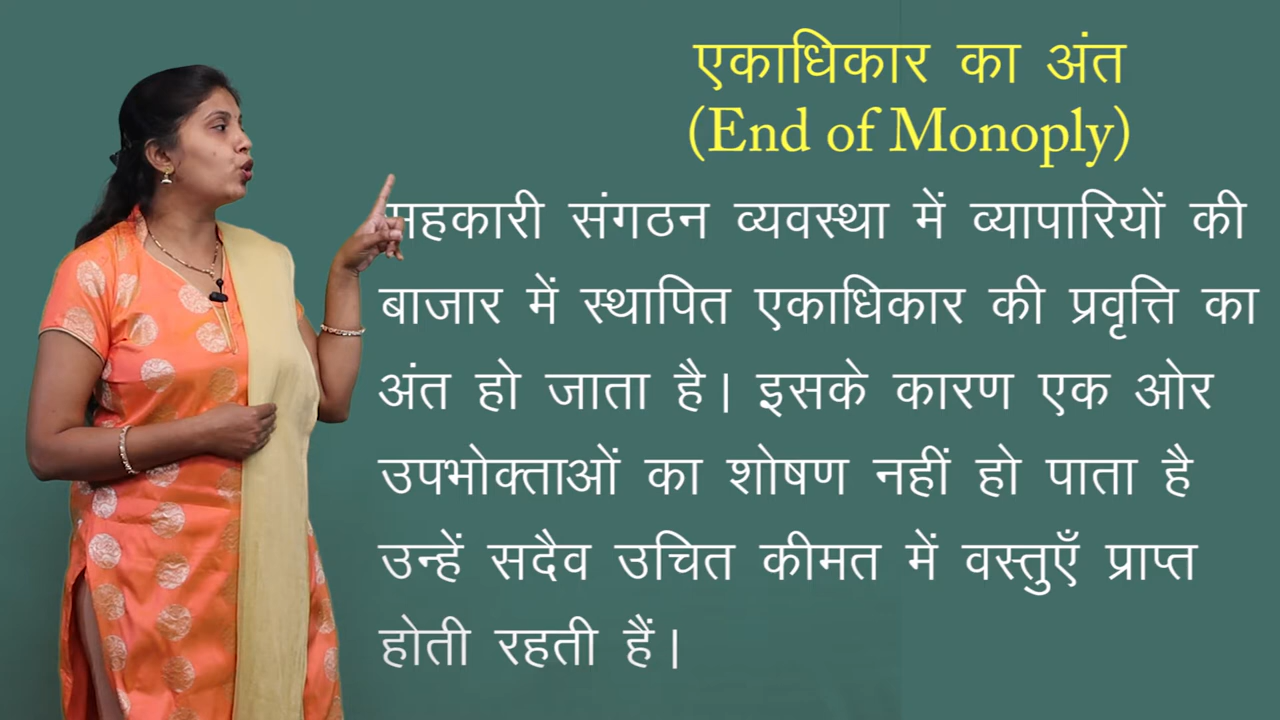 एकाधिकार का अंत
(End of Monoply)
सहकारी संगठन व्यवस्था में व्यापारियों की
बाजार में स्थापित एकाधिकार की प्रवृत्ति का
अंत हो जाता है। इसके कारण एक ओर
उपभोक्ताओं का शोषण नहीं हो पाता है
उन्हें सदैव उचित कीमत में वस्तुएँ प्राप्त
होती रहती हैं।